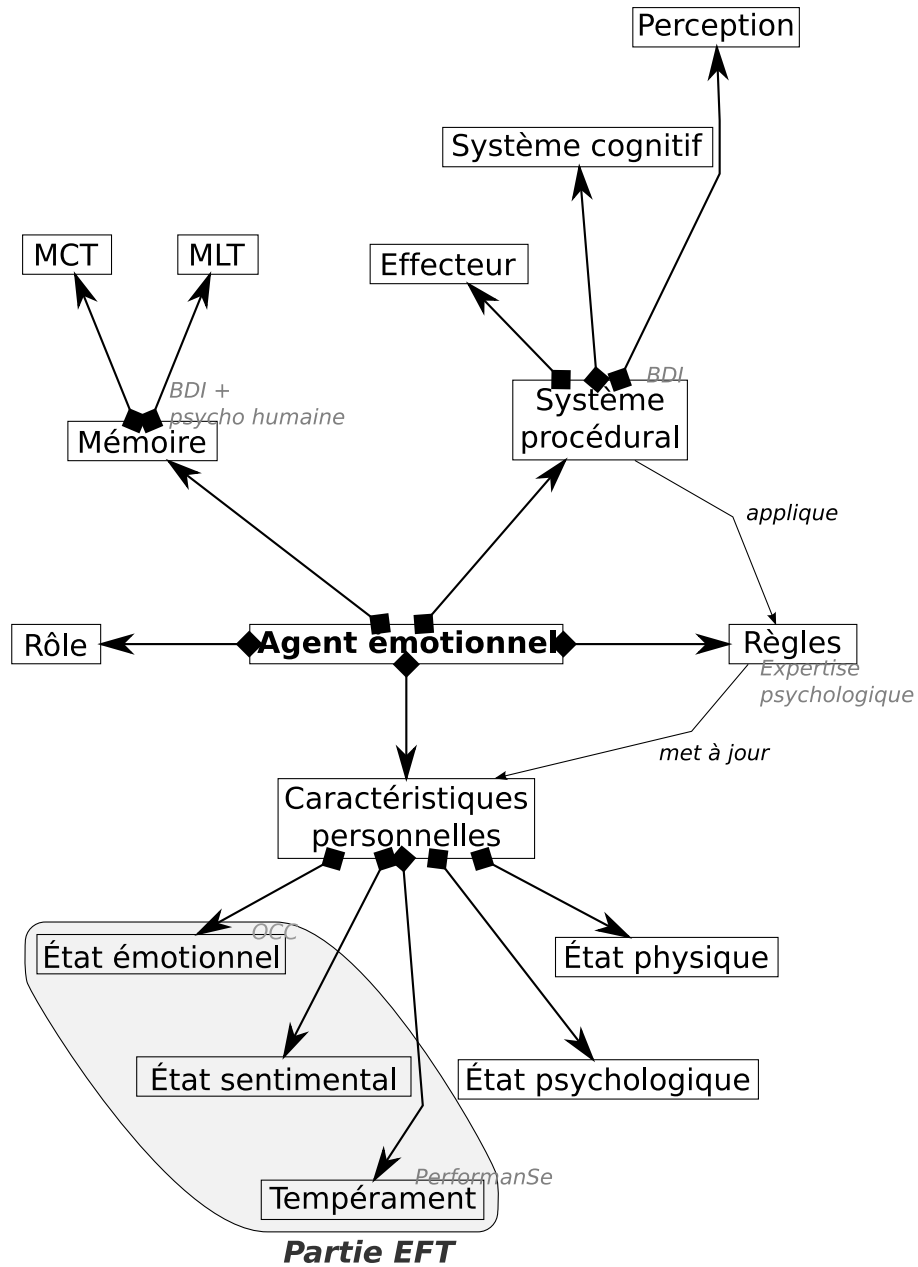 Perception
Système cognitif
MCT
MLT
Effecteur
BDI
BDI +
psycho humaine
Système
procédural
Mémoire
applique
Rôle
Agent émotionnel
Règles
Expertise
psychologique
met à jour
Caractéristiques
personnelles
OCC
État émotionnel
État physique
État sentimental
État psychologique
PerformanSe
Tempérament
Partie EFT